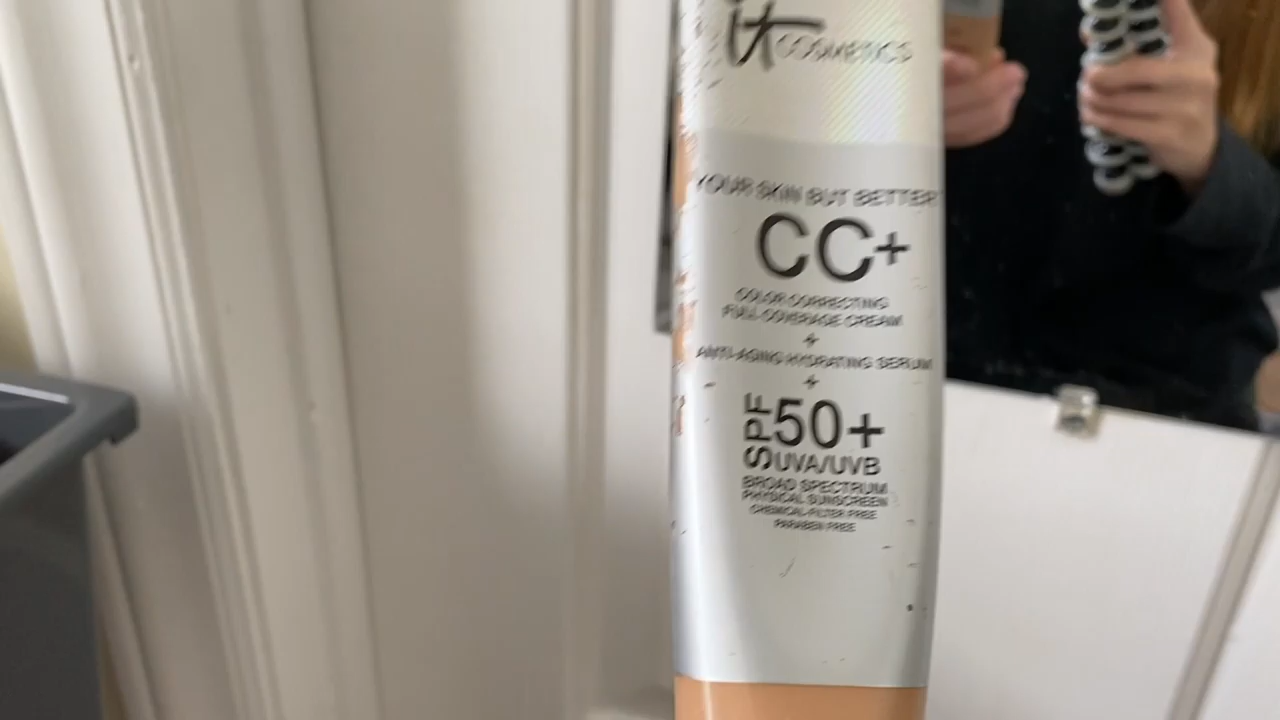 it COSMETICS
YOUR SKIN BUT BETTER
CC+
COLOR CORRECTING
FULL COVERAGE CREAM
+
ANTI-AGING HYDRATING SERUM
+
SPF 50+
UVA/UVB
BROAD SPECTRUM
PHYSICAL SUNSCREEN
CHEMICAL-FILTER FREE
PARABEN FREE